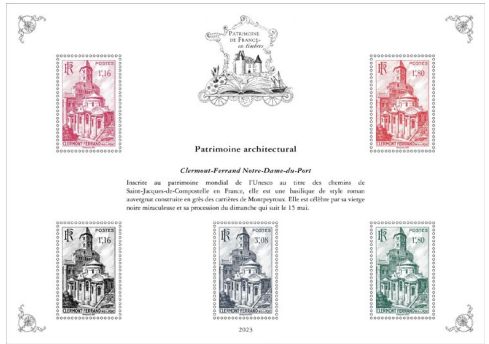 PATRIMOINE
DE FRANCE
en timbres
RF POSTES 1,16
CLERMONT-FERRAND
RF POSTES 1,80
CLERMONT-FERRAND
Patrimoine architectural
Clermont-Ferrand Notre-Dame-du-Port
Inscrite au patrimoine mondial de l'Unesco au titre des chemins de
Saint-Jacques-de-Compostelle en France, elle est une basilique de style roman
auvergnat construite en grès des carrières de Montpeyroux. Elle est célèbre par sa vierge
noire miraculeuse et sa procession du dimanche qui suit le 15 mai.
RF POSTES 1,16
CLERMONT-FERRAND
RF POSTES 3,08
CLERMONT-FERRAND
RF POSTES 1,80
CLERMONT-FERRAND
2023